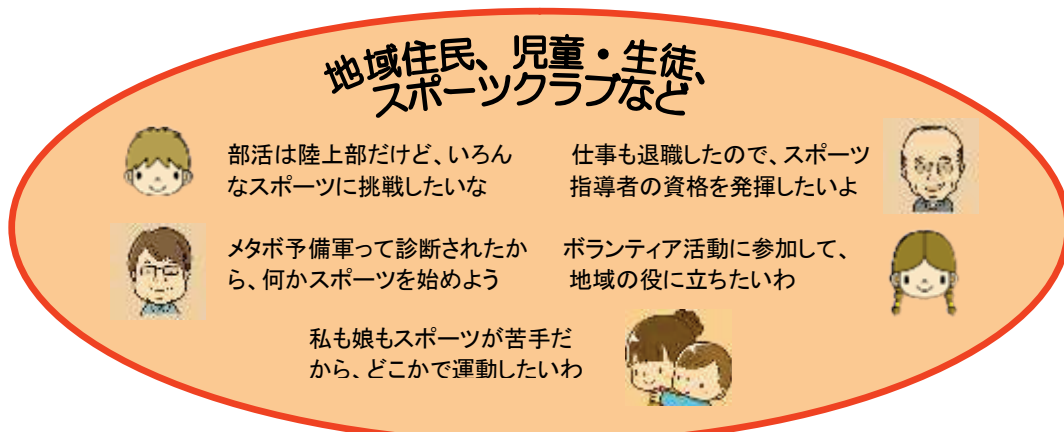 地域住民、児童・生徒、
スポーツクラブなど
部活は陸上部だけど、いろん
なスポーツに挑戦したいな
仕事も退職したので、スポーツ
指導者の資格を発揮したいよ
メタボ予備軍って診断されたか
ら、何かスポーツを始めよう
ボランティア活動に参加して、
地域の役に立ちたいわ
私も娘もスポーツが苦手だ
から、どこかで運動したいわ